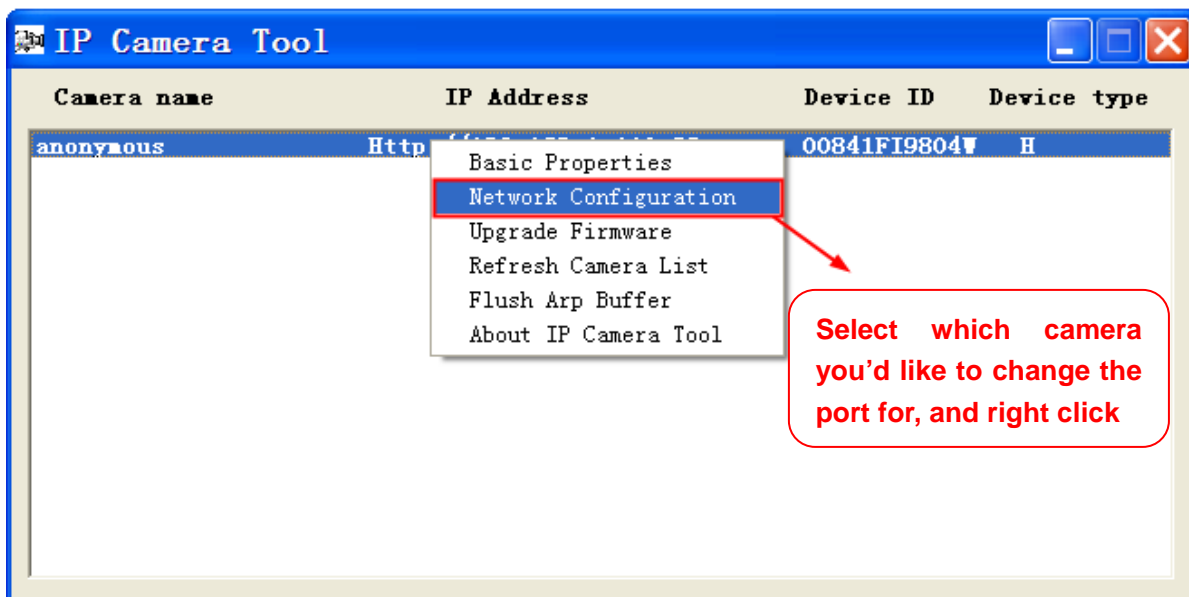 IP Camera Tool
Camera name IP Address Device ID Device type
anonymous Http 00841FI9804W H
Basic Properties
Network Configuration
Upgrade Firmware
Refresh Camera List
Flush Arp Buffer
About IP Camera Tool
Select which camera
you'd like to change the
port for, and right click